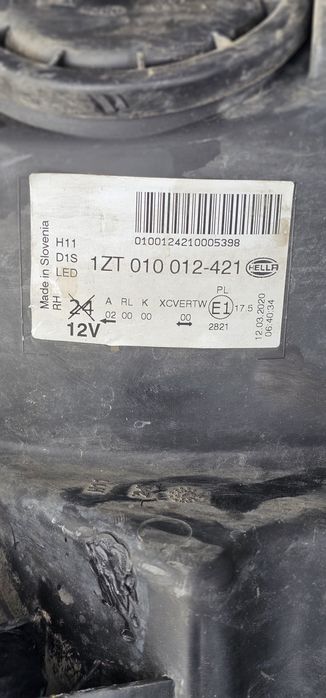 Made in Slovenia
H11
D1S
LED
RH
24
12V
0100124210005398
1ZT 010 012-421
HELLA
A RL K XCVERTW
02 00 00 00
PL
E1 17.5
2821
12.03.2020
06:40:34